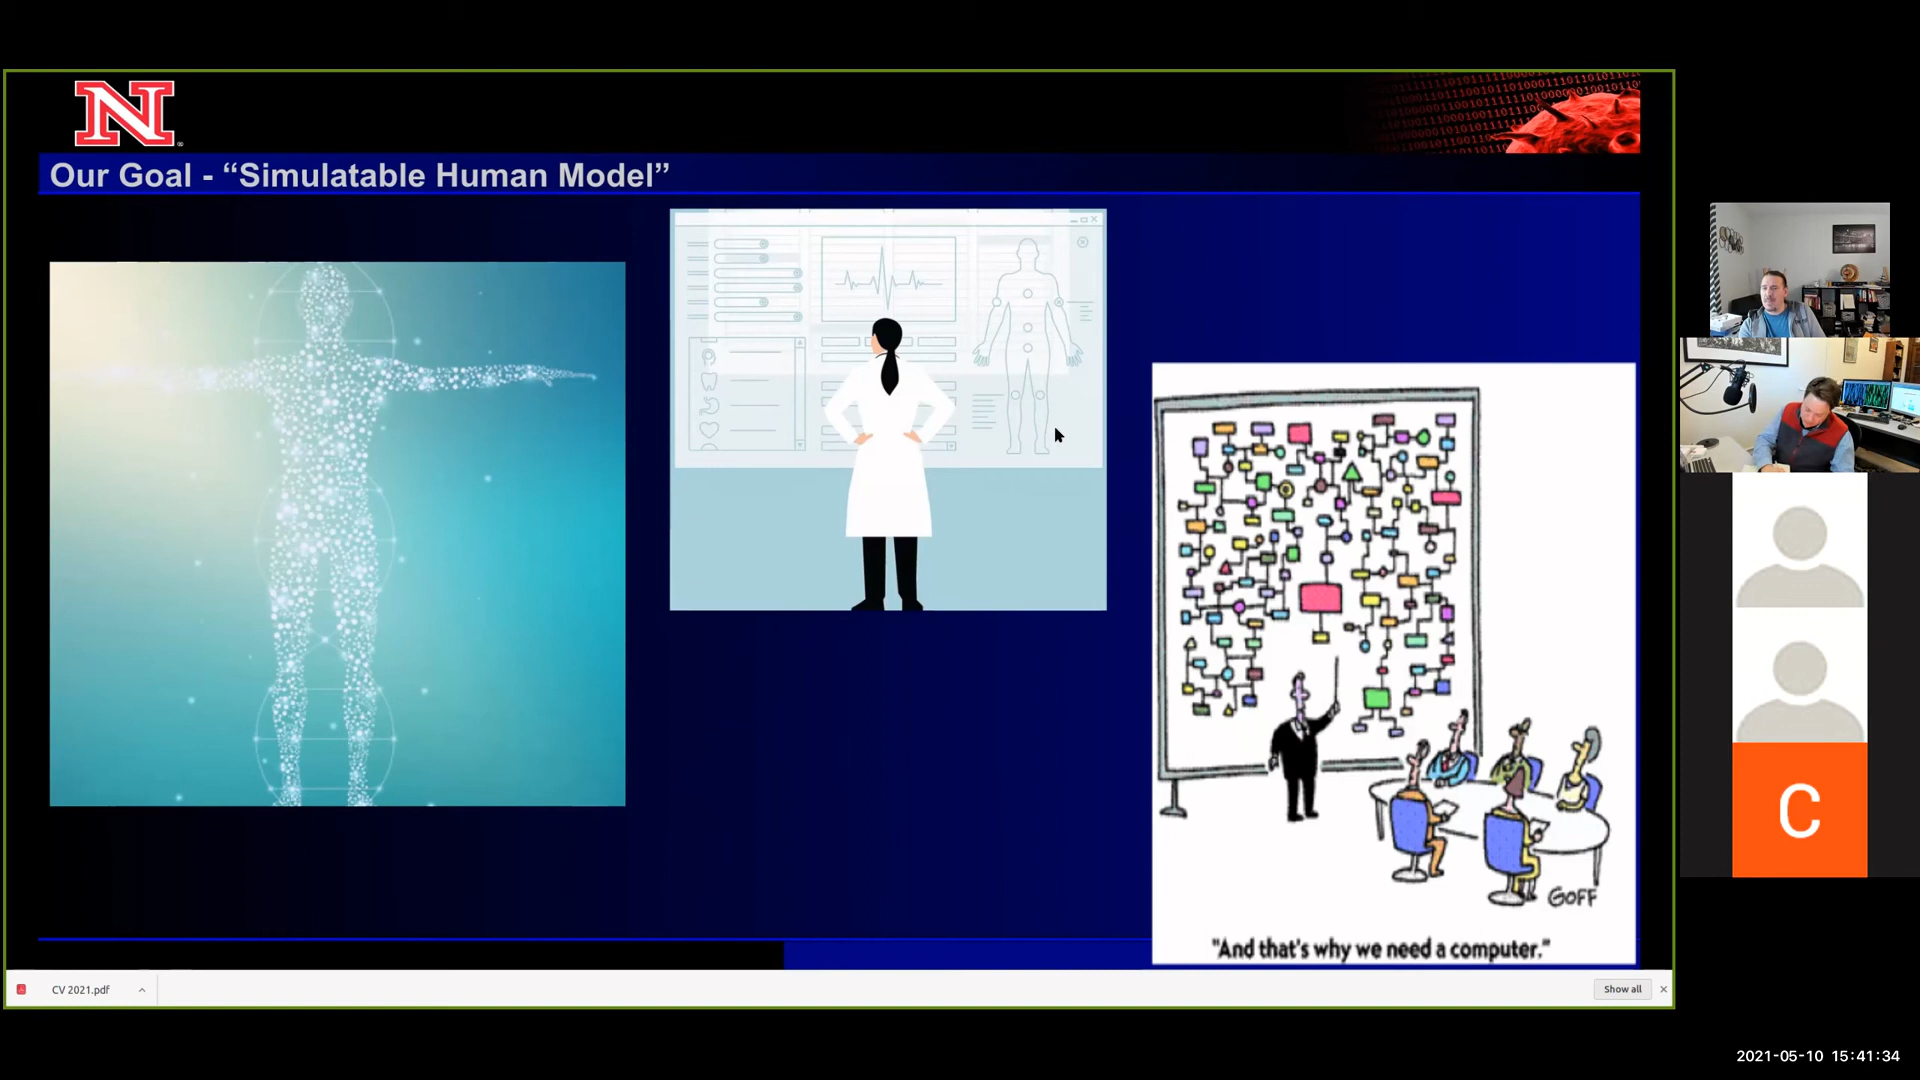 N
Our Goal - “Simulatable Human Model”
GOFF
"And that's why we need a computer."
CV 2021.pdf
Show all
C
2021-05-10 15:41:34